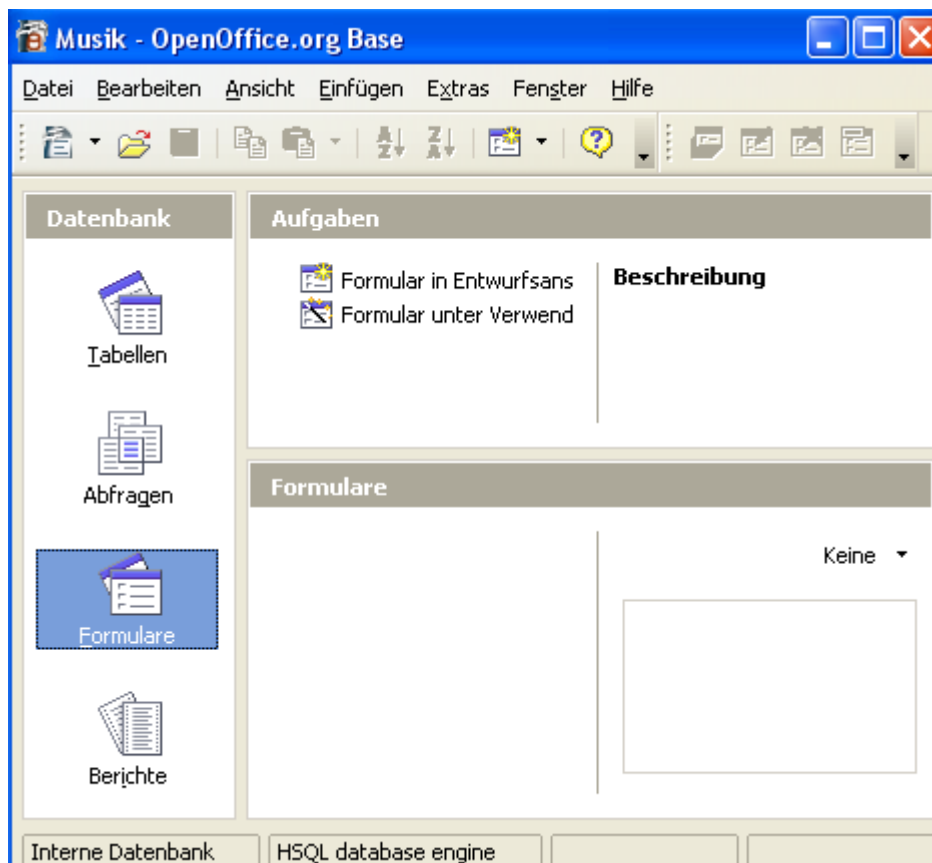 Musik - OpenOffice.org Base
Datei Bearbeiten Ansicht Einfügen Extras Fenster Hilfe
Datenbank
Tabellen
Abfragen
Formulare
Berichte
Aufgaben
Formular in Entwurfsans
Formular unter Verwend
Beschreibung
Formulare
Keine
Interne Datenbank HSQL database engine